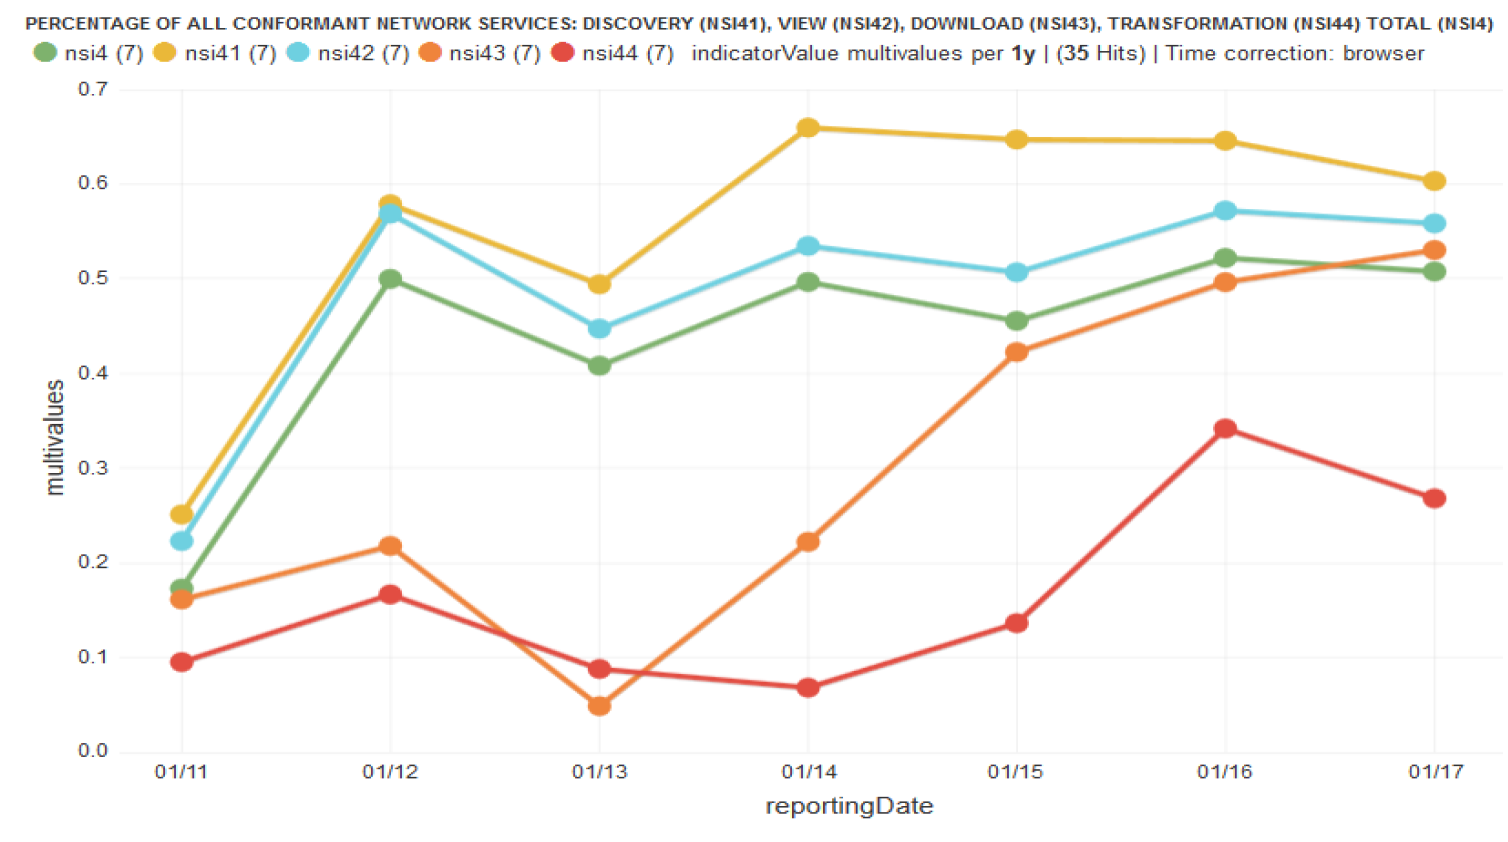 PERCENTAGE OF ALL CONFORMANT NETWORK SERVICES: DISCOVERY (NSI41), VIEW (NSI42), DOWNLOAD (NSI43), TRANSFORMATION (NSI44) TOTAL (NSI4)
nsi4 (7) nsi41 (7) nsi42 (7) nsi43 (7) nsi44 (7) indicatorValue multivalues per 1y | (35 Hits) | Time correction: browser
0.7
0.6
0.5
0.4
0.3
0.2
0.1
0.0
multivalues
01/11 01/12 01/13 01/14 01/15 01/16 01/17
reportingDate